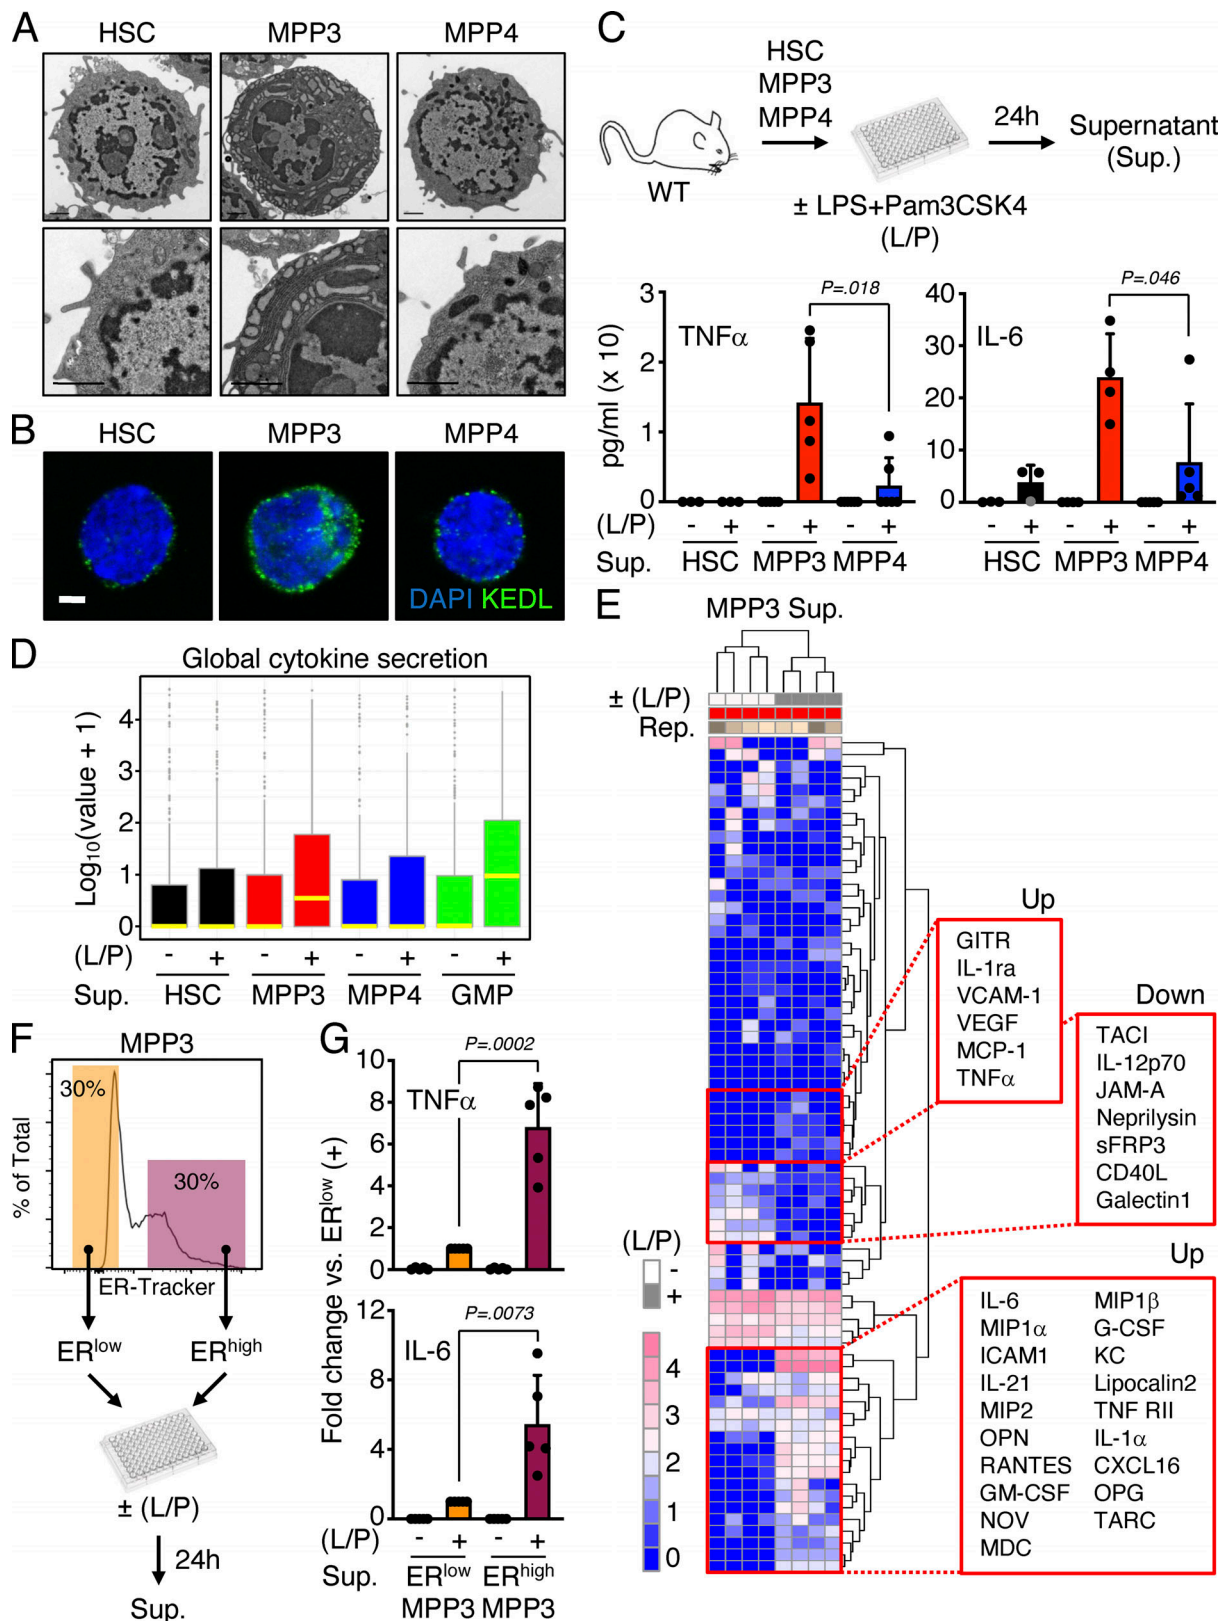 A
HSC
MPP3
MPP4
B
HSC
MPP3
MPP4
DAPI KEDL
C
HSC
MPP3
MPP4
WT
24h
Supernatant
(Sup.)
± LPS+Pam3CSK4
(L/P)
P=.018
TNFα
pg/ml (x 10)
3
2
1
0
(L/P)
- + - + - +
Sup.
HSC MPP3 MPP4
P=.046
IL-6
40
30
20
10
0
- + - + - +
HSC MPP3 MPP4
D
Global cytokine secretion
Log10(value + 1)
4
3
2
1
0
(L/P)
- + - + - + - +
Sup.
HSC MPP3 MPP4 GMP
E
MPP3 Sup.
± (L/P)
Rep.
Up
GITR
IL-1ra
VCAM-1
VEGF
MCP-1
TNFα
Down
TACI
IL-12p70
JAM-A
Neprilysin
sFRP3
CD40L
Galectin1
(L/P)
-
+
4
3
2
1
0
Up
IL-6 MIP1β
MIP1α G-CSF
ICAM1 KC
IL-21 Lipocalin2
MIP2 TNF RII
OPN IL-1α
RANTES CXCL16
GM-CSF OPG
NOV TARC
MDC
F
MPP3
30%
30%
% of Total
ER-Tracker
ERlow
ERhigh
± (L/P)
24h
Sup.
G
P=.0002
TNFα
10
8
6
4
2
0
Fold change vs. ERlow (+)
P=.0073
IL-6
12
8
4
0
(L/P)
- + - +
Sup.
ERlow ERhigh
MPP3 MPP3